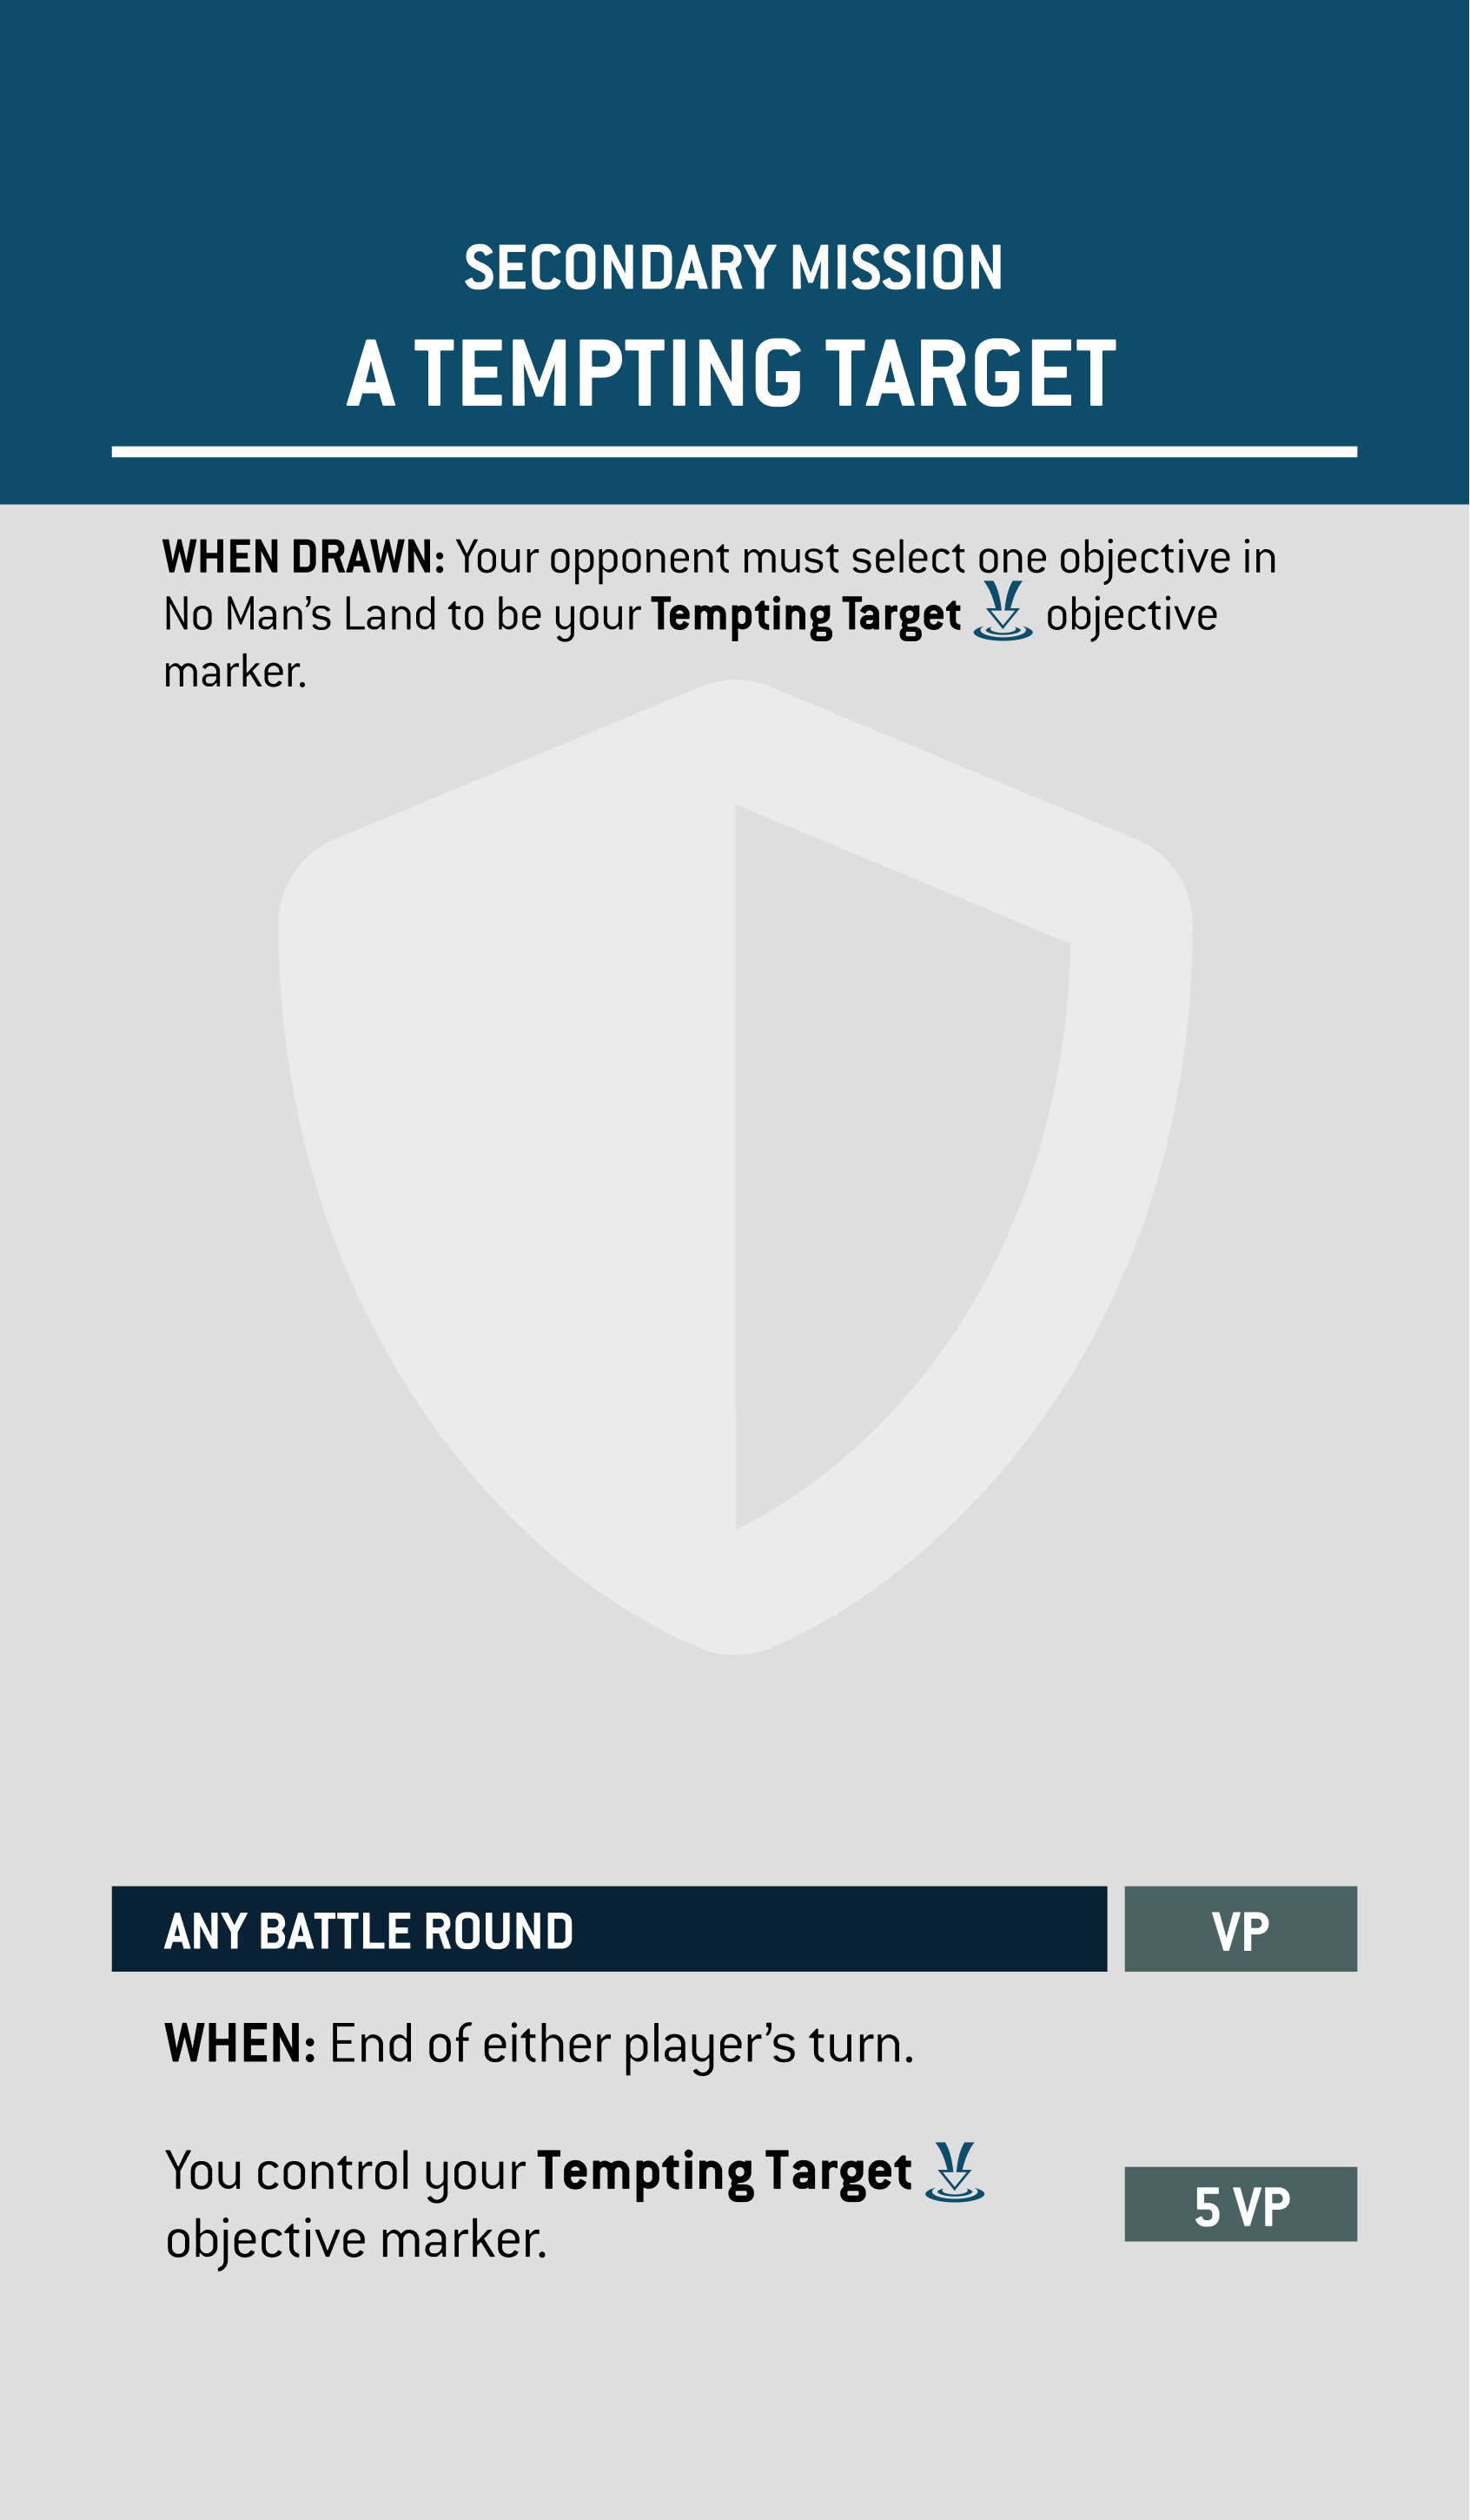 SECONDARY MISSION
A TEMPTING TARGET
WHEN DRAWN: Your opponent must select one objective in
No Man’s Land to be your Tempting Target objective
marker.
ANY BATTLE ROUND
VP
WHEN: End of either player’s turn.
You control your Tempting Target
objective marker.
5 VP